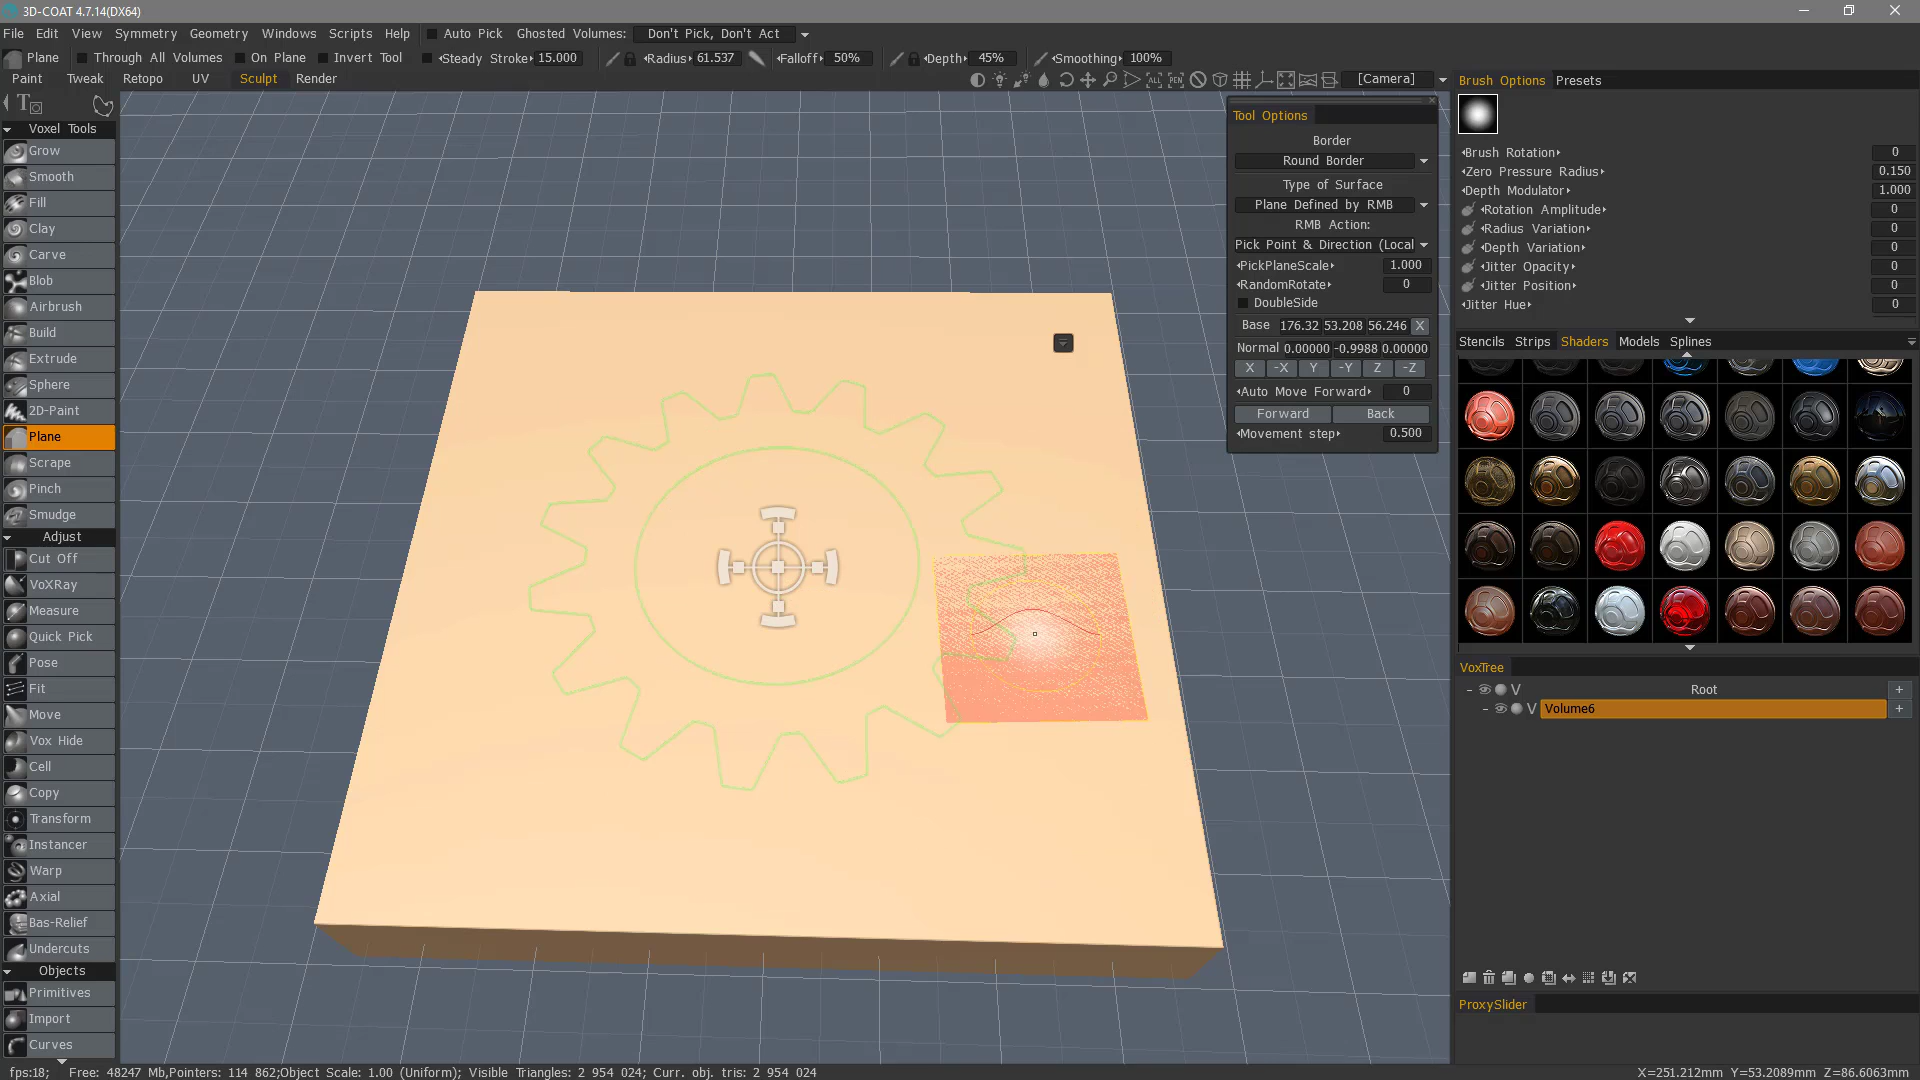 3D-COAT 4.7.14(DX64)
File Edit View Symmetry Geometry Windows Scripts Help Auto Pick Ghosted Volumes: Don't Pick, Don't Act
Plane Through All Volumes On Plane Invert Tool Steady Stroke 15.000 Radius 61.537 Falloff 50% Depth 45% Smoothing 100%
Paint Tweak Retopo UV Sculpt Render [Camera]
Voxel Tools
Grow
Smooth
Fill
Clay
Carve
Blob
Airbrush
Build
Extrude
Sphere
2D-Paint
Plane
Scrape
Pinch
Smudge
Adjust
Cut Off
VoXRay
Measure
Quick Pick
Pose
Fit
Move
Vox Hide
Cell
Copy
Transform
Instancer
Warp
Axial
Bas-Relief
Undercuts
Objects
Primitives
Import
Curves
Tool Options
Border
Round Border
Type of Surface
Plane Defined by RMB
RMB Action:
Pick Point & Direction (Local
PickPlaneScale 1.000
RandomRotate 0
DoubleSide
Base 176.32 53.208 56.246 X
Normal 0.00000 -0.9988 0.00000
X -X Y -Y Z -Z
Auto Move Forward 0
Forward Back
Movement step 0.500
Brush Options Presets
Brush Rotation 0
Zero Pressure Radius 0.150
Depth Modulator 1.000
Rotation Amplitude 0
Radius Variation 0
Depth Variation 0
Jitter Opacity 0
Jitter Position 0
Jitter Hue 0
Stencils Strips Shaders Models Splines
VoxTree
V Root +
V Volume6 +
ProxySlider
fps:18; Free: 48247 Mb,Pointers: 114 862;Object Scale: 1.00 (Uniform); Visible Triangles: 2 954 024; Curr. obj. tris: 2 954 024 X=251.212mm Y=53.2089mm Z=86.6063mm